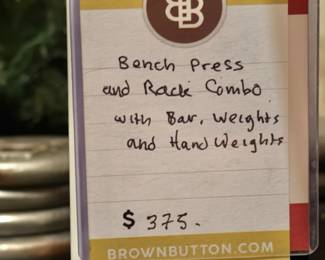 Bench Press
and Rack Combo
with Bar, Weights
and Hand Weights
$ 375.-
BROWNBUTTON.COM